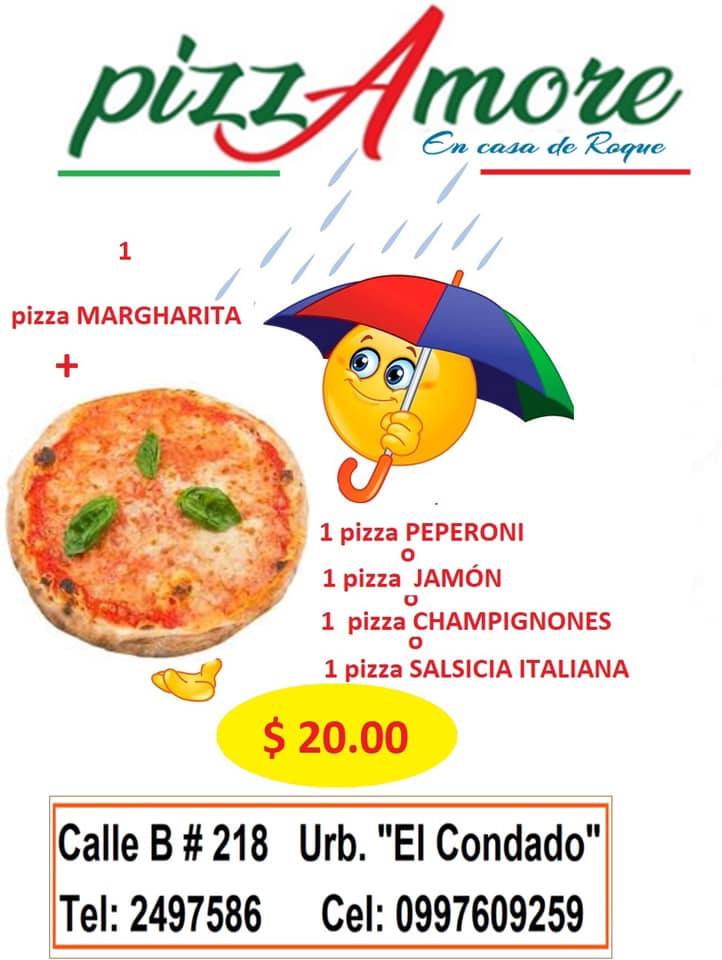 pizzAmore
En casa de Roque
1
pizza MARGHARITA
+
1 pizza PEPERONI
o
1 pizza JAMÓN
o
1 pizza CHAMPIGNONES
o
1 pizza SALSICIA ITALIANA
$ 20.00
Calle B # 218 Urb. "El Condado"
Tel: 2497586 Cel: 0997609259